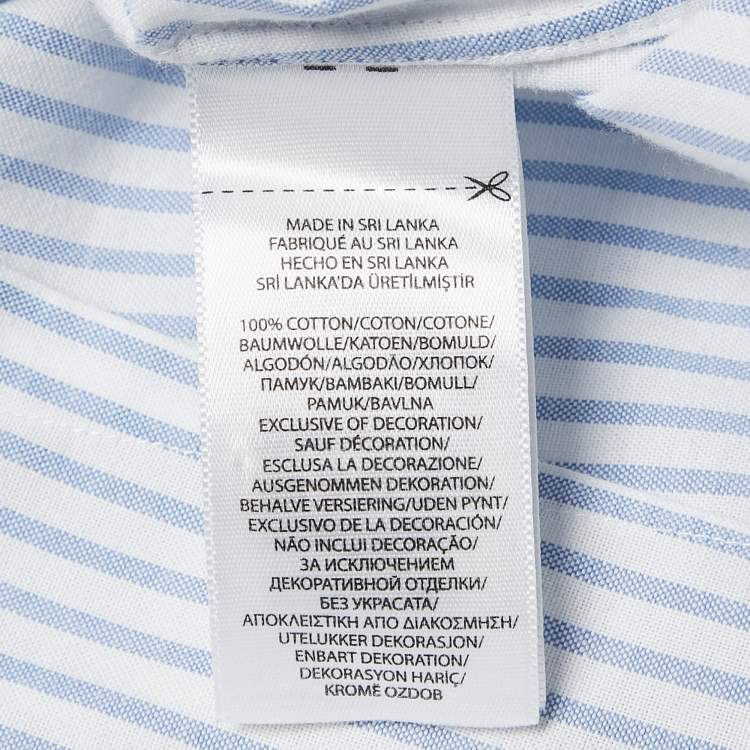 MADE IN SRI LANKA
FABRIQUÉ AU SRI LANKA
HECHO EN SRI LANKA
SRİ LANKA'DA ÜRETİLMİŞTİR
100% COTTON/COTON/COTONE/
BAUMWOLLE/KATOEN/BOMULD/
ALGODÓN/ALGODÃO/ХЛОПОК/
ПАМУК/BAMBAKI/BOMULL/
PAMUK/BAVLNA
EXCLUSIVE OF DECORATION/
SAUF DÉCORATION/
ESCLUSA LA DECORAZIONE/
AUSGENOMMEN DEKORATION/
BEHALVE VERSIERING/UDEN PYNT/
EXCLUSIVO DE LA DECORACIÓN/
NÃO INCLUI DECORAÇÃO/
ЗА ИСКЛЮЧЕНИЕМ
ДЕКОРАТИВНОЙ ОТДЕЛКИ/
БЕЗ УКРАСАТА/
ΑΠΟΚΛΕΙΣΤΙΚΗ ΑΠΟ ΔΙΑΚΟΣΜΗΣΗ/
UTELUKKER DEKORASJON/
ENBART DEKORATION/
DEKORASYON HARİÇ/
KROMĚ OZDOB